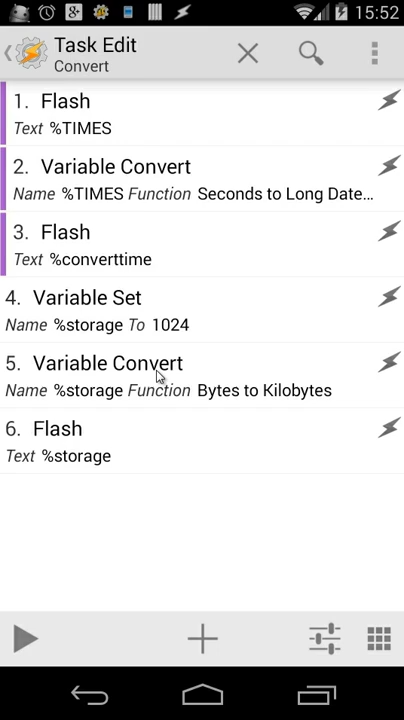 15:52
Task Edit
Convert
1. Flash
Text %TIMES
2. Variable Convert
Name %TIMES Function Seconds to Long Date...
3. Flash
Text %converttime
4. Variable Set
Name %storage To 1024
5. Variable Convert
Name %storage Function Bytes to Kilobytes
6. Flash
Text %storage